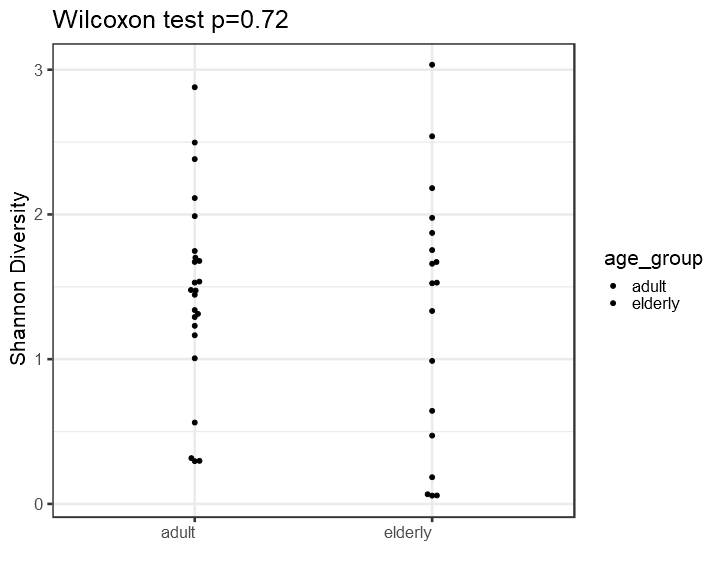 Wilcoxon test p=0.72
3
2
1
0
Shannon Diversity
adult
elderly
age_group
adult
elderly